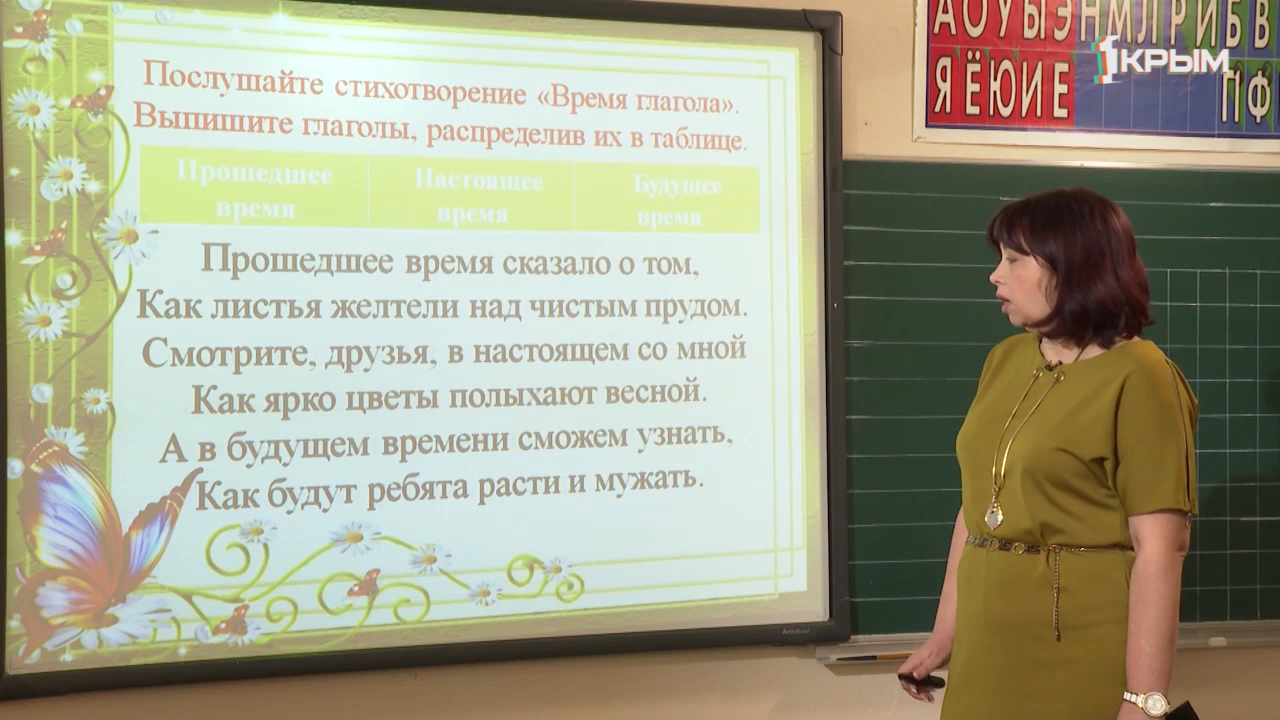 Послушайте стихотворение «Время глагола».
Выпишите глаголы, распределив их в таблице.
Прошедшее время
Настоящее время
Будущее время
Прошедшее время сказало о том,
Как листья желтели над чистым прудом.
Смотрите, друзья, в настоящем со мной
Как ярко цветы полыхают весной.
А в будущем времени сможем узнать,
Как будут ребята расти и мужать.
А О У Ы Э Н М Л Р Й Б В
Я Ё Ю И Е П Ф
1 КРЫМ